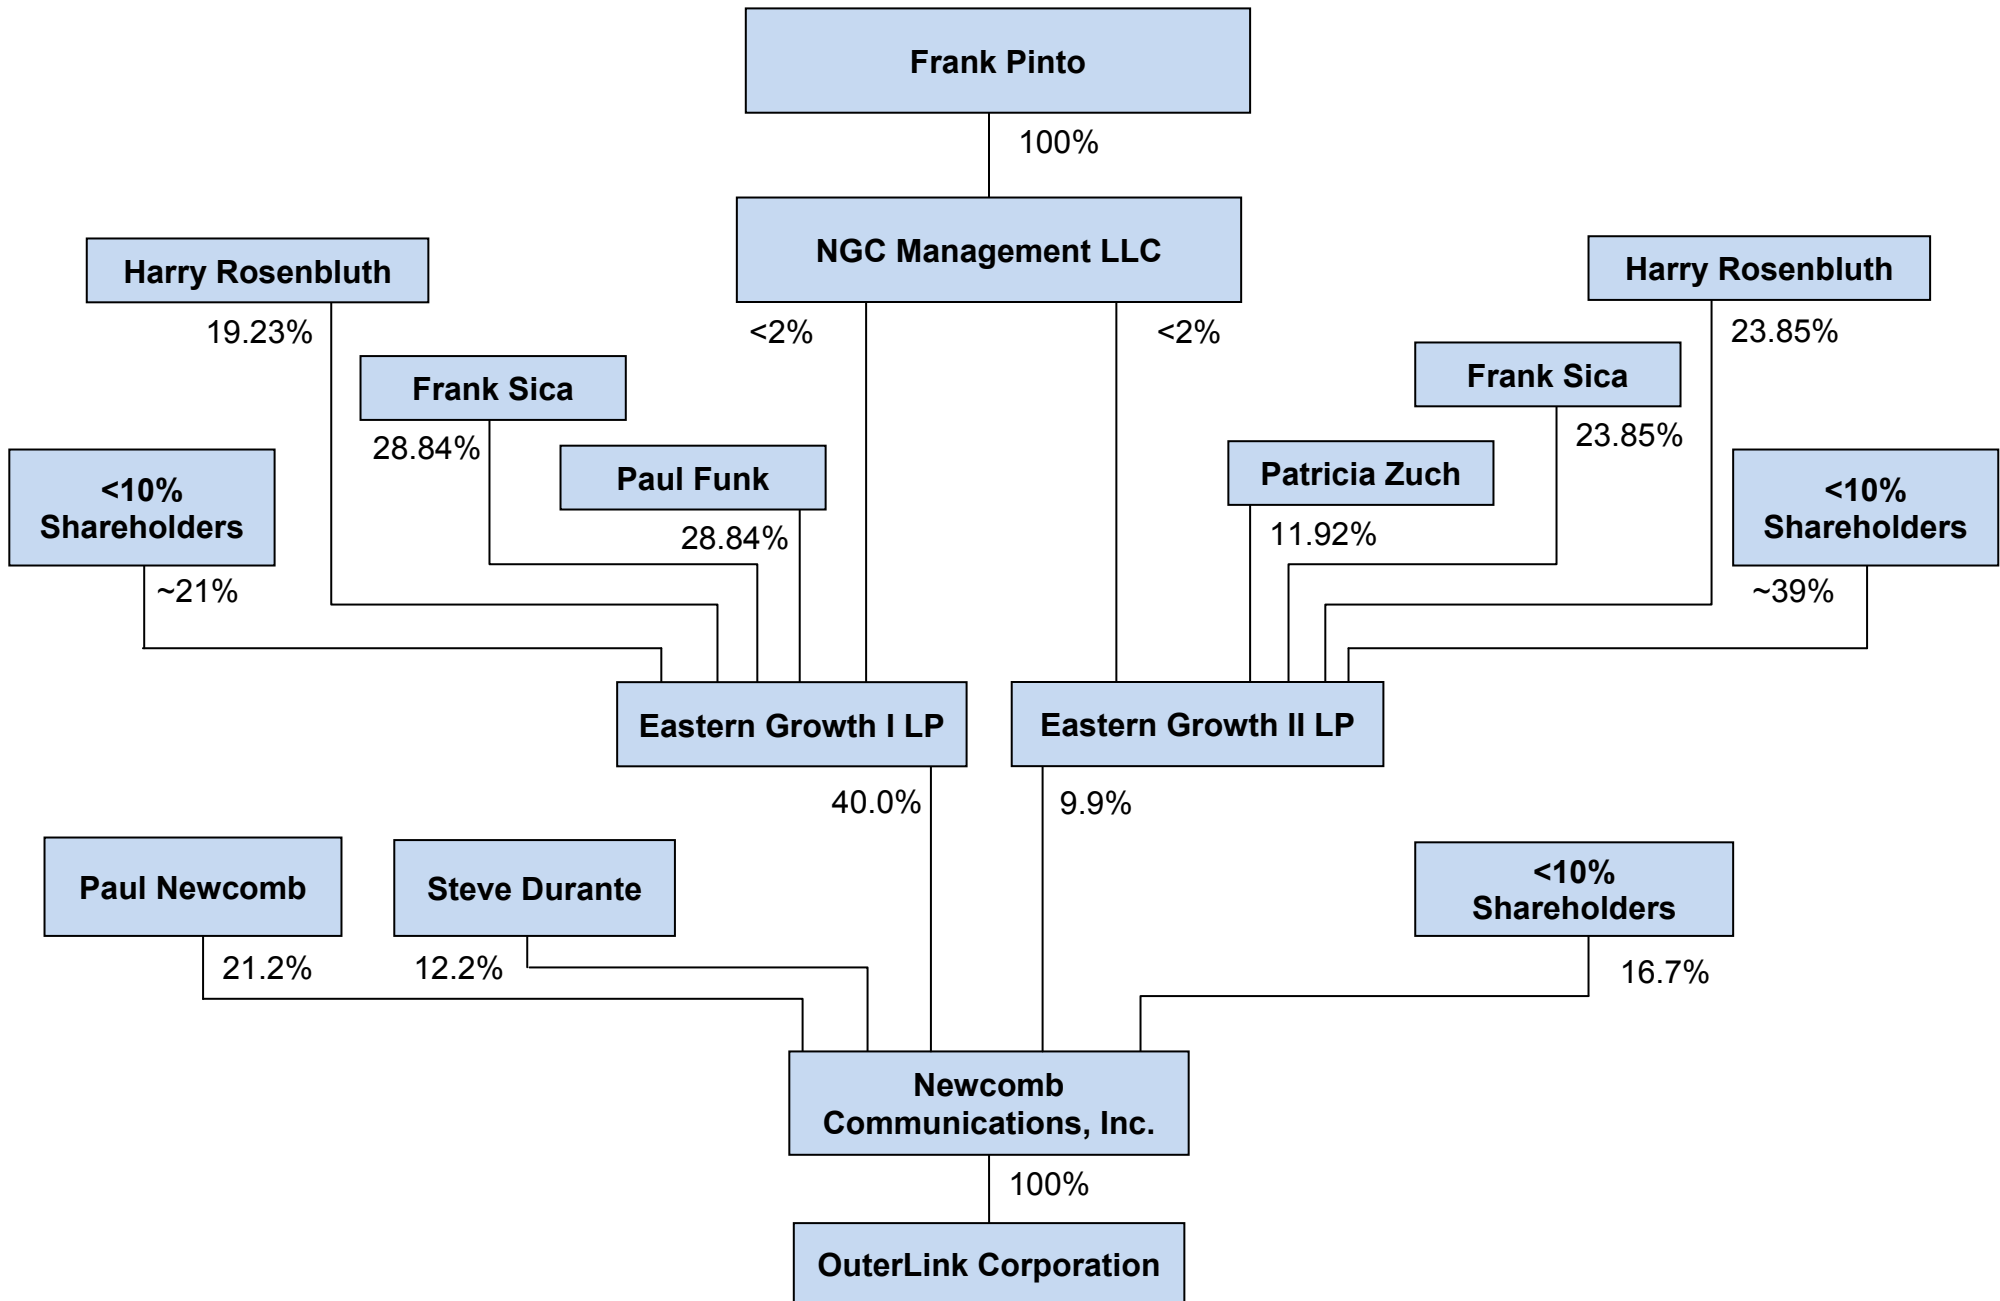 Frank Pinto
100%
NGC Management LLC
Harry Rosenbluth
Harry Rosenbluth
19.23%
<2%
<2%
23.85%
Frank Sica
Frank Sica
28.84%
23.85%
Paul Funk
Patricia Zuch
<10%
Shareholders
<10%
Shareholders
28.84%
11.92%
~21%
~39%
Eastern Growth I LP
Eastern Growth II LP
40.0%
9.9%
Paul Newcomb
Steve Durante
<10%
Shareholders
21.2%
12.2%
16.7%
Newcomb
Communications, Inc.
100%
OuterLink Corporation